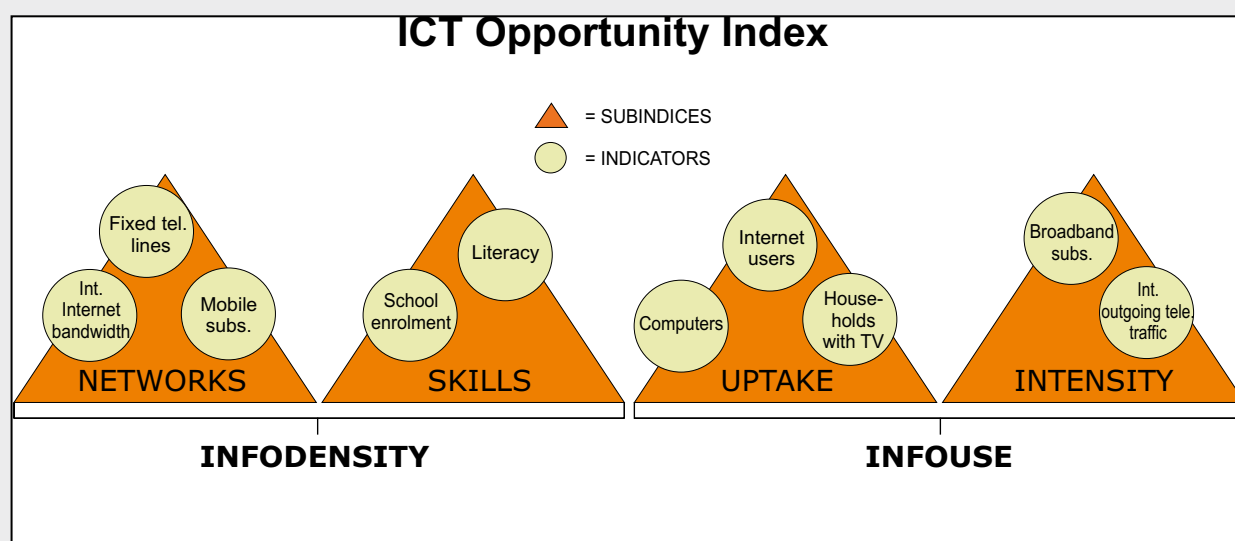 ICT Opportunity Index
= SUBINDICES
= INDICATORS
Fixed tel.
lines
Int.
Internet
bandwidth
Mobile
subs.
NETWORKS
Literacy
School
enrolment
SKILLS
Internet
users
Computers
House-
holds
with TV
UPTAKE
Broadband
subs.
Int.
outgoing tele.
traffic
INTENSITY
INFODENSITY
INFOUSE